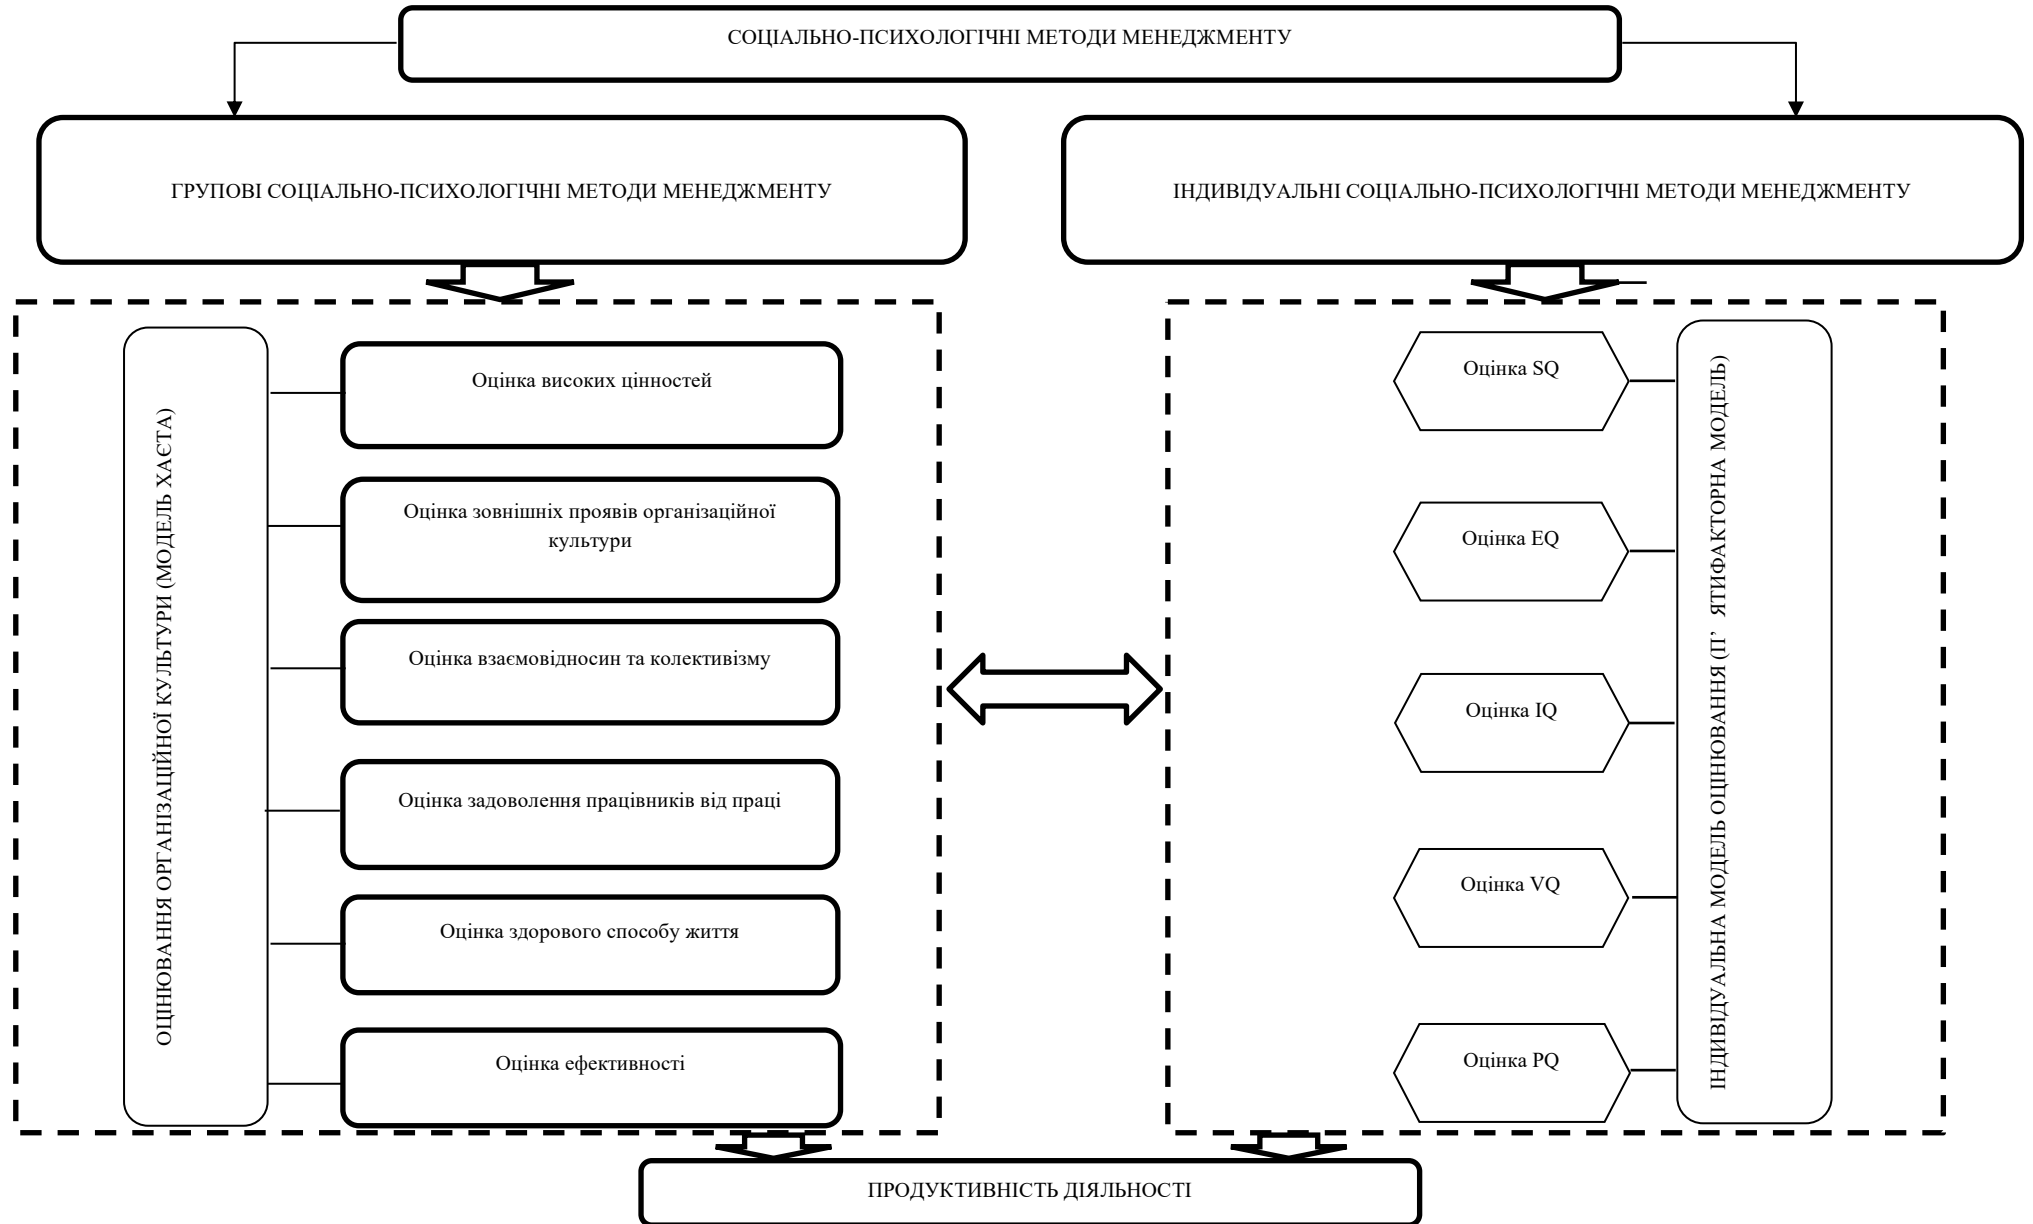 СОЦІАЛЬНО-ПСИХОЛОГІЧНІ МЕТОДИ МЕНЕДЖМЕНТУ
ГРУПОВІ СОЦІАЛЬНО-ПСИХОЛОГІЧНІ МЕТОДИ МЕНЕДЖМЕНТУ
ІНДИВІДУАЛЬНІ СОЦІАЛЬНО-ПСИХОЛОГІЧНІ МЕТОДИ МЕНЕДЖМЕНТУ
ОЦІНЮВАННЯ ОРГАНІЗАЦІЙНОЇ КУЛЬТУРИ (МОДЕЛЬ ХАЄТА)
Оцінка високих цінностей
Оцінка зовнішніх проявів організаційної
культури
Оцінка взаємовідносин та колективізму
Оцінка задоволення працівників від праці
Оцінка здорового способу життя
Оцінка ефективності
Оцінка SQ
Оцінка EQ
Оцінка IQ
Оцінка VQ
Оцінка PQ
ІНДИВІДУАЛЬНА МОДЕЛЬ ОЦІНЮВАННЯ (П’ ЯТИФАКТОРНА МОДЕЛЬ)
ПРОДУКТИВНІСТЬ ДІЯЛЬНОСТІ